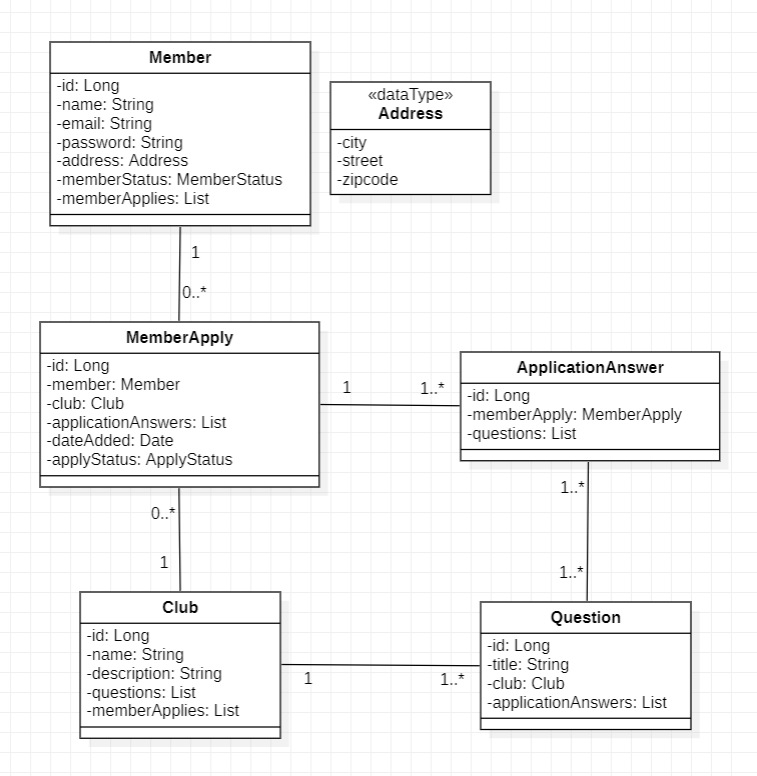 Member
-id: Long
-name: String
-email: String
-password: String
-address: Address
-memberStatus: MemberStatus
-memberApplies: List
«dataType»
Address
-city
-street
-zipcode
1
0..*
MemberApply
-id: Long
-member: Member
-club: Club
-applicationAnswers: List
-dateAdded: Date
-applyStatus: ApplyStatus
1
1..*
ApplicationAnswer
-id: Long
-memberApply: MemberApply
-questions: List
0..*
1
1..*
1..*
Club
-id: Long
-name: String
-description: String
-questions: List
-memberApplies: List
1
1..*
Question
-id: Long
-title: String
-club: Club
-applicationAnswers: List